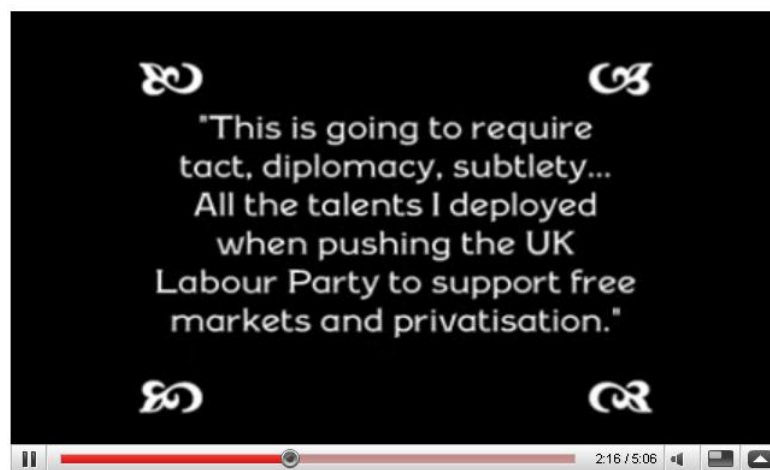 "This is going to require
tact, diplomacy, subtlety...
All the talents I deployed
when pushing the UK
Labour Party to support free
markets and privatisation."
2:16 / 5:06